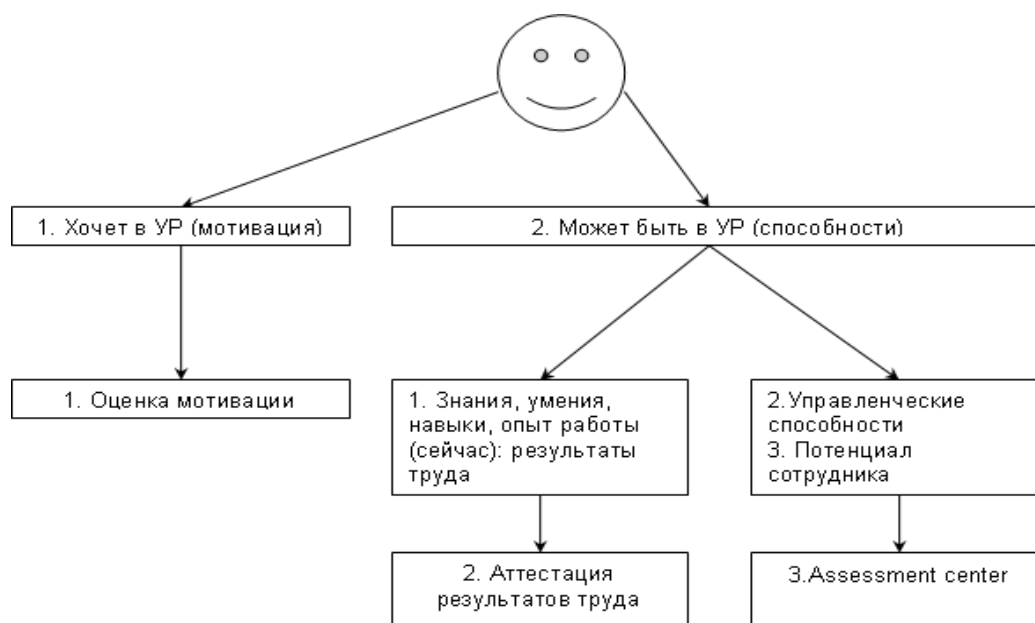 1. Хочет в УР (мотивация)
2. Может быть в УР (способности)
1. Оценка мотивации
1. Знания, умения,
навыки, опыт работы
(сейчас): результаты
труда
2.Управленческие
способности
3. Потенциал
сотрудника
2. Аттестация
результатов труда
3.Assessment center